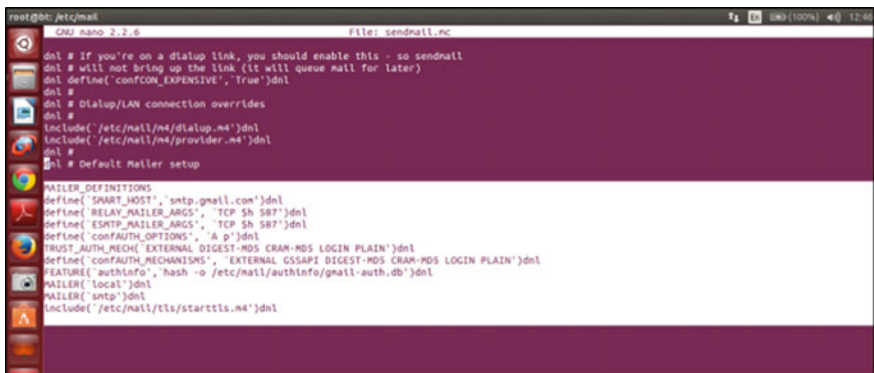 root@bt: /etc/mail
En (100%) 12:46
GNU nano 2.2.6 File: sendmail.mc
dnl # If you're on a dialup link, you should enable this - so sendmail
dnl # will not bring up the link (it will queue mail for later)
dnl define(`confCON_EXPENSIVE',`True')dnl
dnl #
dnl # Dialup/LAN connection overrides
dnl #
include(`/etc/mail/m4/dialup.m4')dnl
include(`/etc/mail/m4/provider.m4')dnl
dnl #
dnl # Default Mailer setup
MAILER_DEFINITIONS
define(`SMART_HOST',`smtp.gmail.com')dnl
define(`RELAY_MAILER_ARGS', `TCP $h 587')dnl
define(`ESMTP_MAILER_ARGS', `TCP $h 587')dnl
define(`confAUTH_OPTIONS', `A p')dnl
TRUST_AUTH_MECH(`EXTERNAL DIGEST-MD5 CRAM-MD5 LOGIN PLAIN')dnl
define(`confAUTH_MECHANISMS', `EXTERNAL GSSAPI DIGEST-MD5 CRAM-MD5 LOGIN PLAIN')dnl
FEATURE(`authinfo',`hash -o /etc/mail/authinfo/gmail-auth.db')dnl
MAILER(`local')dnl
MAILER(`smtp')dnl
include(`/etc/mail/tls/starttls.m4')dnl